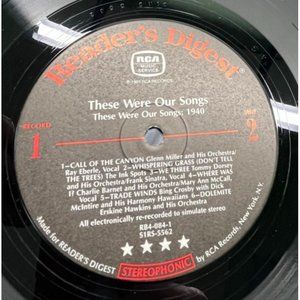 Reader's Digest®
RCA
MUSIC
SERVICE
© 1981 RCA RECORDS
These Were Our Songs
These Were Our Songs: 1940
RECORD
1
SIDE
2
1—CALL OF THE CANYON Glenn Miller and His Orchestra/
Ray Eberle, Vocal 2—WHISPERING GRASS (DON'T TELL
THE TREES) The Ink Spots 3—WE THREE Tommy Dorsey
and His Orchestra/Frank Sinatra, Vocal 4—WHERE WAS
I? Charlie Barnet and His Orchestra/Mary Ann McCall,
Vocal 5—TRADE WINDS Bing Crosby with Dick
McIntire and His Harmony Hawaiians 6—DOLEMITE
Erskine Hawkins and His Orchestra
All electronically re-recorded to simulate stereo
RB4-084-1
S1RS-5562
Made for READER'S DIGEST
STEREOPHONIC
by RCA Records, New York, N.Y.